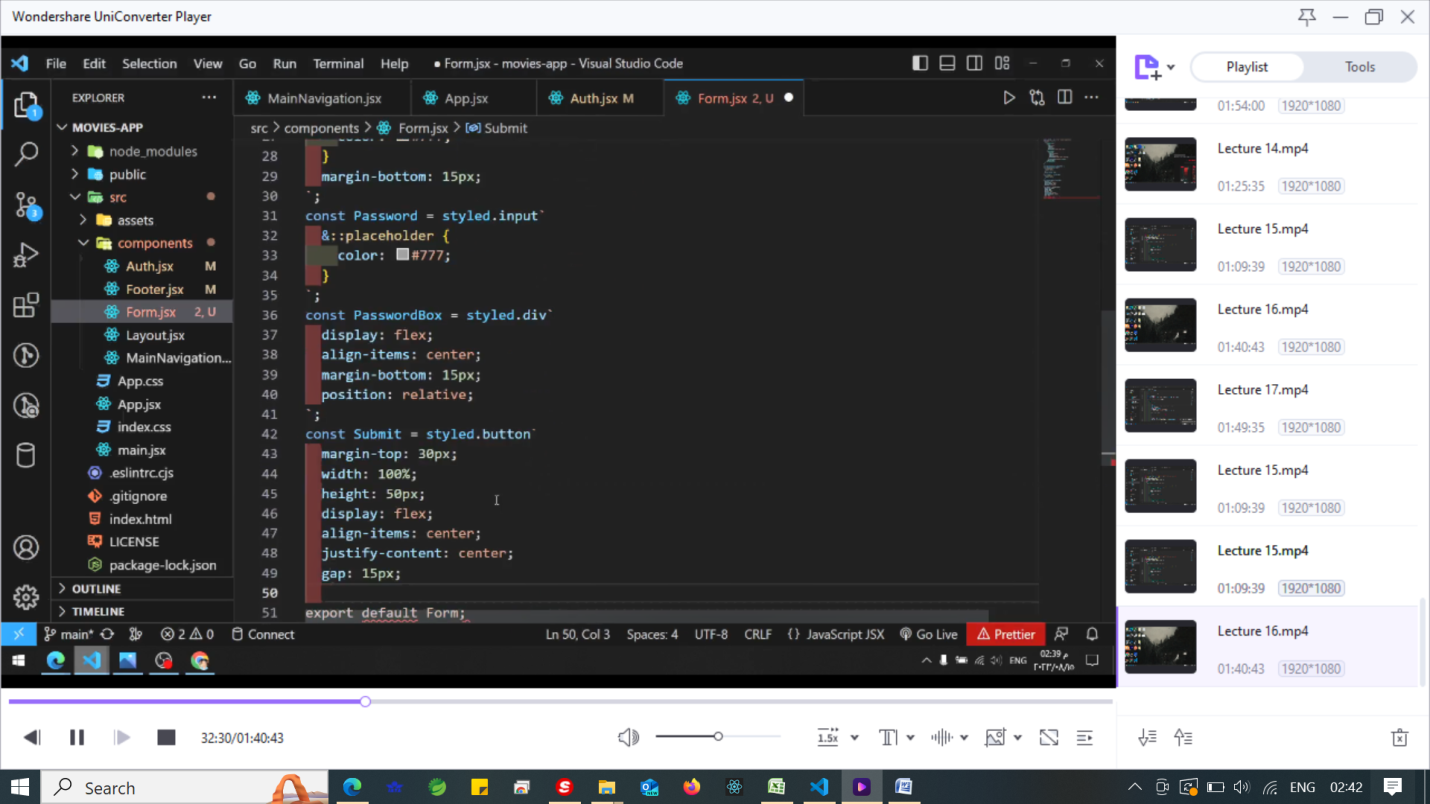 Wondershare UniConverter Player
File Edit Selection View Go Run Terminal Help
● Form.jsx - movies-app - Visual Studio Code
EXPLORER
MainNavigation.jsx
App.jsx
Auth.jsx M
Form.jsx 2, U ●
src > components > Form.jsx > Submit
MOVIES-APP
node_modules
public
src
assets
components
Auth.jsx M
Footer.jsx M
Form.jsx 2, U
Layout.jsx
MainNavigation...
App.css
App.jsx
index.css
main.jsx
.eslintrc.cjs
.gitignore
index.html
LICENSE
package-lock.json
OUTLINE
TIMELINE
28 }
29 margin-bottom: 15px;
30 `;
31 const Password = styled.input`
32 &::placeholder {
33 color: #777;
34 }
35 `;
36 const PasswordBox = styled.div`
37 display: flex;
38 align-items: center;
39 margin-bottom: 15px;
40 position: relative;
41 `;
42 const Submit = styled.button`
43 margin-top: 30px;
44 width: 100%;
45 height: 50px;
46 display: flex;
47 align-items: center;
48 justify-content: center;
49 gap: 15px;
50
51 export default Form;
main* 2 0 Connect Ln 50, Col 3 Spaces: 4 UTF-8 CRLF {} JavaScript JSX Go Live Prettier
1
3
ENG
02:39 م
٢٠٢٣/٠٨/١٥
32:30/01:40:43
1.5x
Playlist Tools
01:54:00 1920*1080
Lecture 14.mp4
01:25:35 1920*1080
Lecture 15.mp4
01:09:39 1920*1080
Lecture 16.mp4
01:40:43 1920*1080
Lecture 17.mp4
01:49:35 1920*1080
Lecture 15.mp4
01:09:39 1920*1080
Lecture 15.mp4
01:09:39 1920*1080
Lecture 16.mp4
01:40:43 1920*1080
Search
ENG 02:42